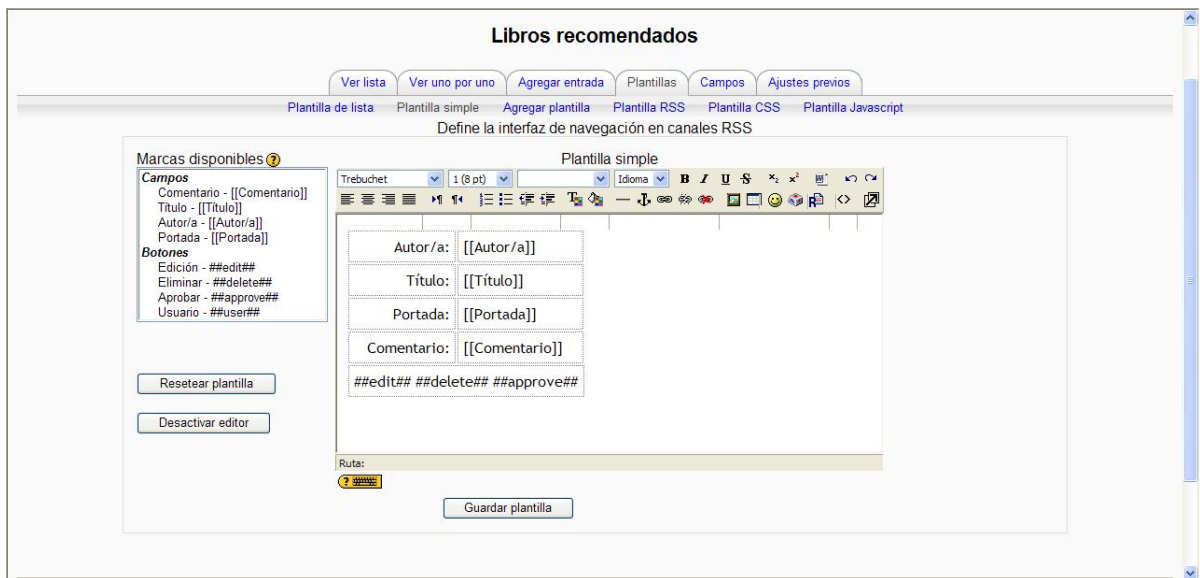 Libros recomendados
Ver lista Ver uno por uno Agregar entrada Plantillas Campos Ajustes previos
Plantilla de lista Plantilla simple Agregar plantilla Plantilla RSS Plantilla CSS Plantilla Javascript
Define la interfaz de navegación en canales RSS
Marcas disponibles ?
Campos
Comentario - [[Comentario]]
Título - [[Título]]
Autor/a - [[Autor/a]]
Portada - [[Portada]]
Botones
Edición - ##edit##
Eliminar - ##delete##
Aprobar - ##approve##
Usuario - ##user##
Resetear plantilla
Desactivar editor
Plantilla simple
Trebuchet 1 (8 pt) Idioma B I U S x₂ x²
Autor/a: [[Autor/a]]
Título: [[Título]]
Portada: [[Portada]]
Comentario: [[Comentario]]
##edit## ##delete## ##approve##
Ruta:
?
Guardar plantilla